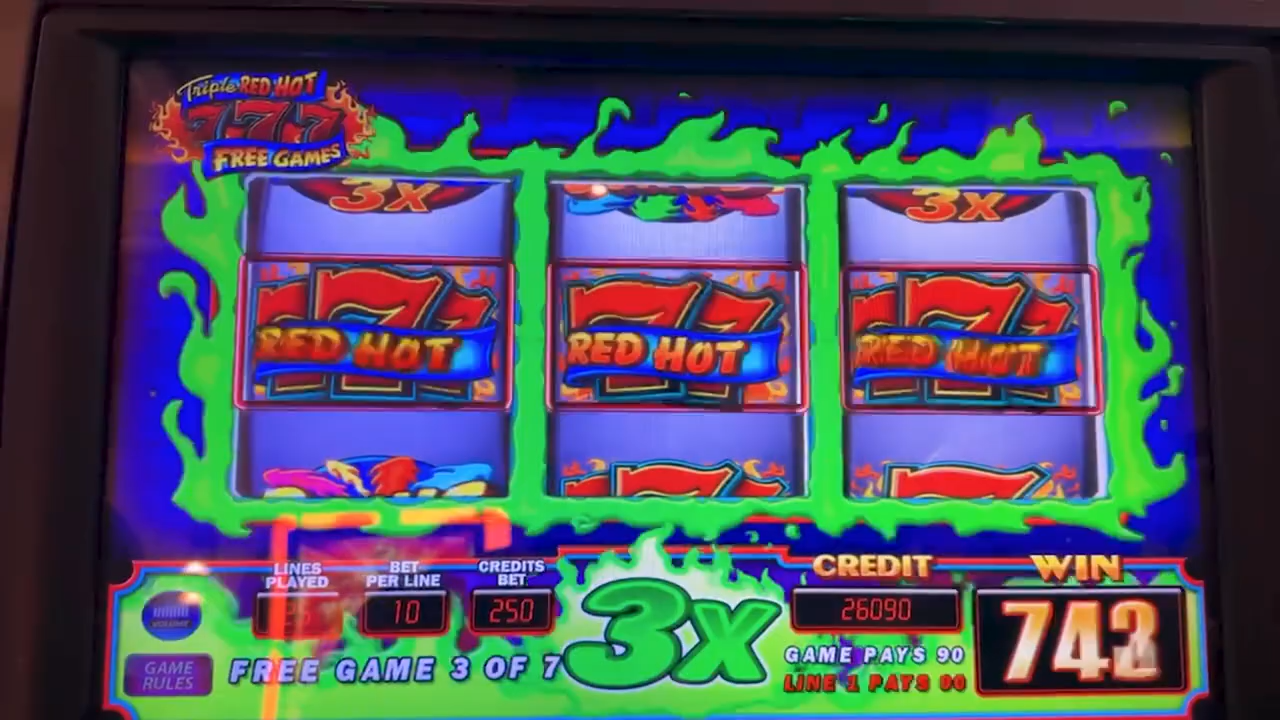 Triple RED HOT
777
FREE GAMES
3X
3X
RED HOT
RED HOT
RED HOT
LINES PLAYED
BET PER LINE
CREDITS BET
CREDIT
WIN
10
250
3X
26090
VOLUME
GAME RULES
FREE GAME 3 OF 7
GAME PAYS 90
LINE 1 PAYS